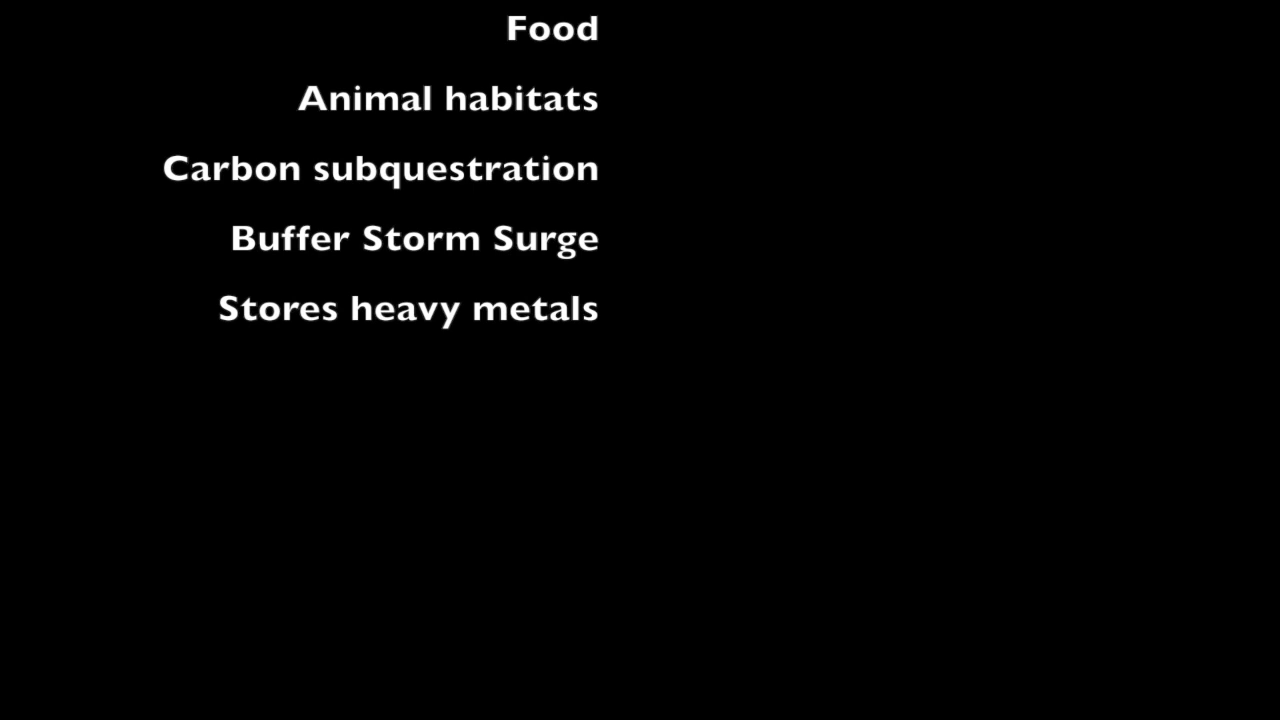 Food
Animal habitats
Carbon subquestration
Buffer Storm Surge
Stores heavy metals